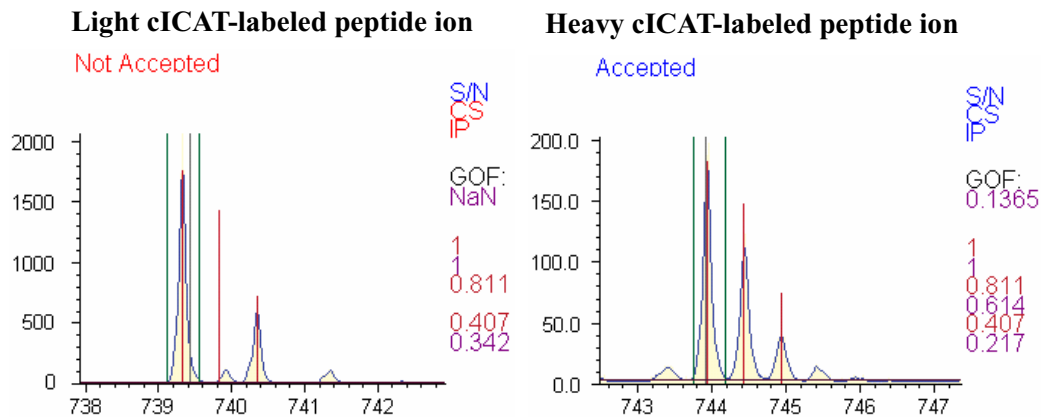 Light cICAT-labeled peptide ion
Not Accepted
S/N
CS
IP
GOF:
NaN
1
1
0.811
0.407
0.342
2000
1500
1000
500
0
738 739 740 741 742
Heavy cICAT-labeled peptide ion
Accepted
S/N
CS
IP
GOF:
0.1365
1
1
0.811
0.614
0.407
0.217
200.0
150.0
100.0
50.0
0.0
743 744 745 746 747